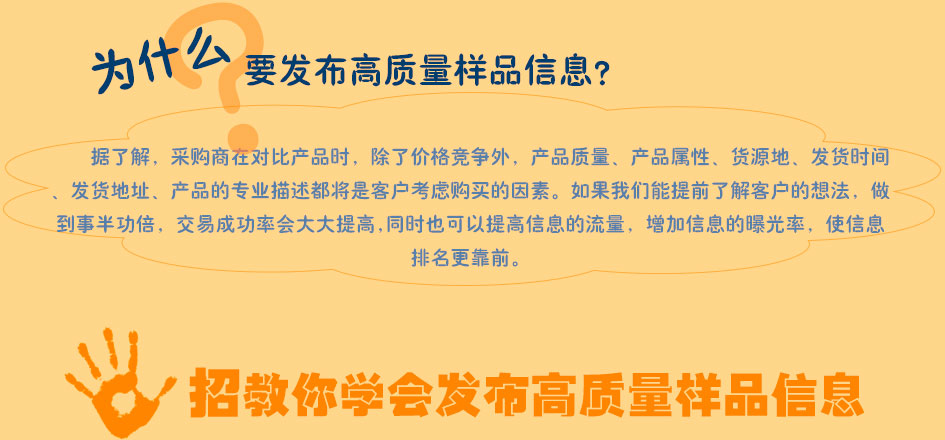 为什么要发布高质量样品信息?
据了解，采购商在对比产品时，除了价格竞争外，产品质量、产品属性、货源地、发货时间
、发货地址、产品的专业描述都将是客户考虑购买的因素。如果我们能提前了解客户的想法，做
到事半功倍，交易成功率会大大提高,同时也可以提高信息的流量，增加信息的曝光率，使信息
排名更靠前。
招教你学会发布高质量样品信息